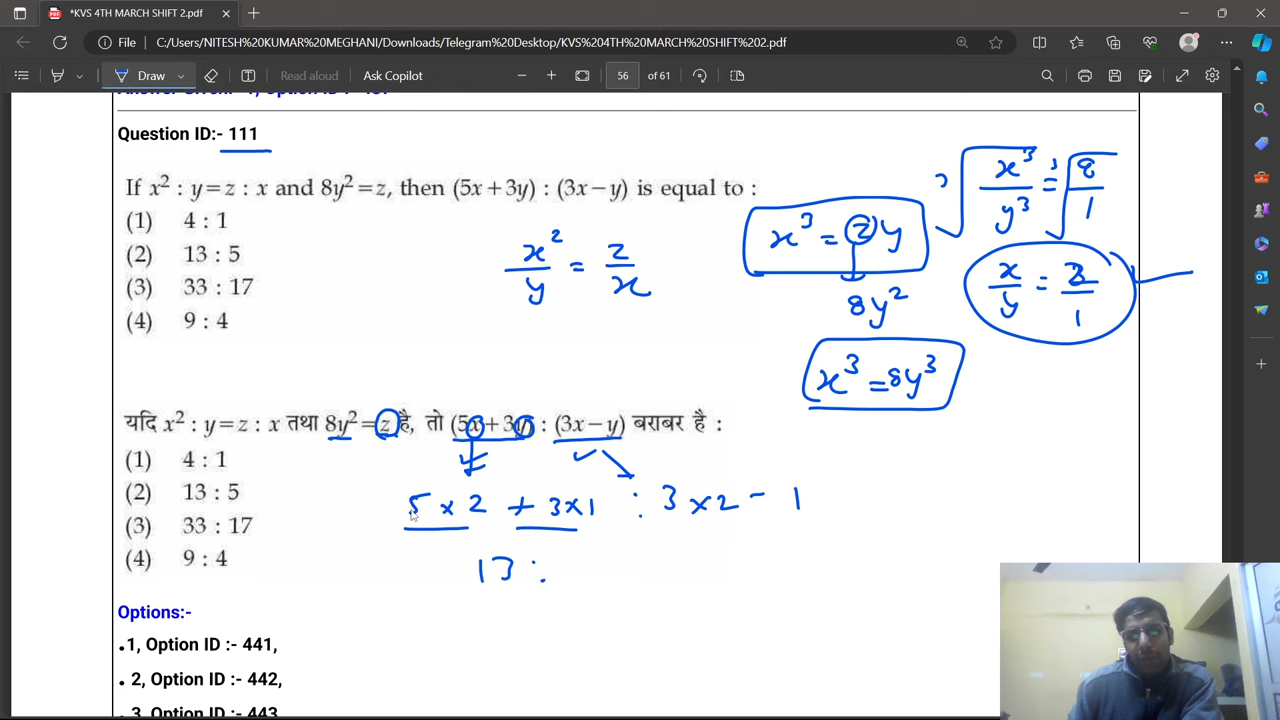 *KVS 4TH MARCH SHIFT 2.pdf
File C:/Users/NITESH%20KUMAR%20MEGHANI/Downloads/Telegram%20Desktop/KVS%204TH%20MARCH%20SHIFT%202.pdf
Draw Read aloud Ask Copilot 56 of 61
Question ID:- 111
If x² : y = z : x and 8y² = z, then (5x + 3y) : (3x − y) is equal to :
(1) 4 : 1
(2) 13 : 5
(3) 33 : 17
(4) 9 : 4
x²/y = z/x
x³ = zy
8y²
x³ = 8y³
∛x³/y³ = ∛8/1
x/y = 2/1
यदि x² : y = z : x तथा 8y² = z है, तो (5x + 3y) : (3x − y) बराबर है :
(1) 4 : 1
(2) 13 : 5
(3) 33 : 17
(4) 9 : 4
5 × 2 + 3×1 : 3 × 2 − 1
13 :
Options:-
.1, Option ID :- 441,
. 2, Option ID :- 442,
. 3, Option ID :- 443